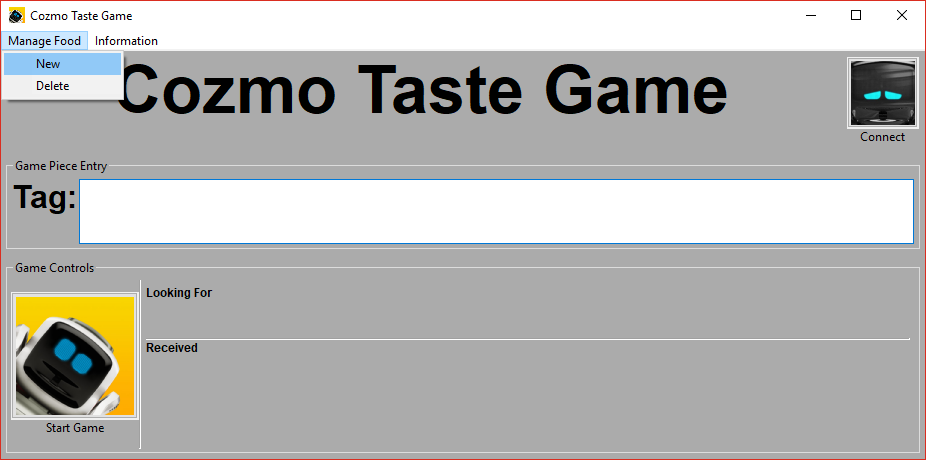 Cozmo Taste Game
Manage Food Information
New
Delete
Cozmo Taste Game
Connect
Game Piece Entry
Tag:
Game Controls
Looking For
Received
Start Game